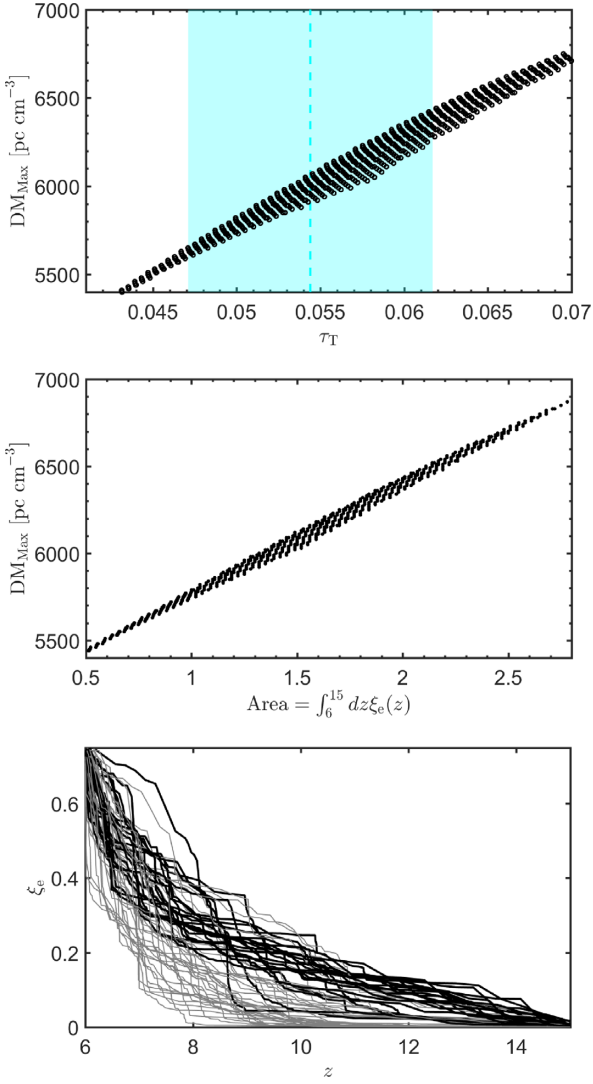 7000
6500
6000
5500
DM_Max [pc cm^−3]
0.045 0.05 0.055 0.06 0.065 0.07
τ_T
7000
6500
6000
5500
DM_Max [pc cm^−3]
0.5 1 1.5 2 2.5
Area = ∫_6^15 dzξ_e(z)
0.6
0.4
0.2
0
ξ_e
6 8 10 12 14
z